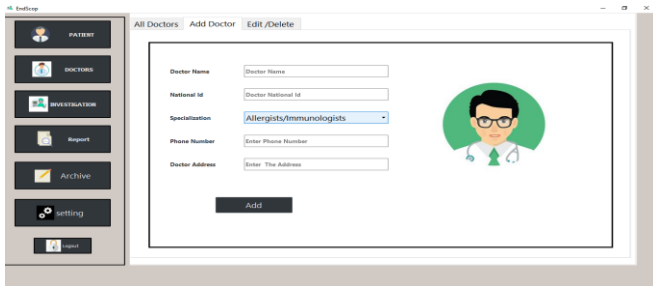 EndScop
PATIENT
DOCTORS
INVESTIGATION
Report
Archive
setting
Logout
All Doctors Add Doctor Edit /Delete
Doctor Name Doctor Name
National Id Doctor National Id
Specialization Allergists/Immunologists
Phone Number Enter Phone Number
Doctor Address Enter The Address
Add